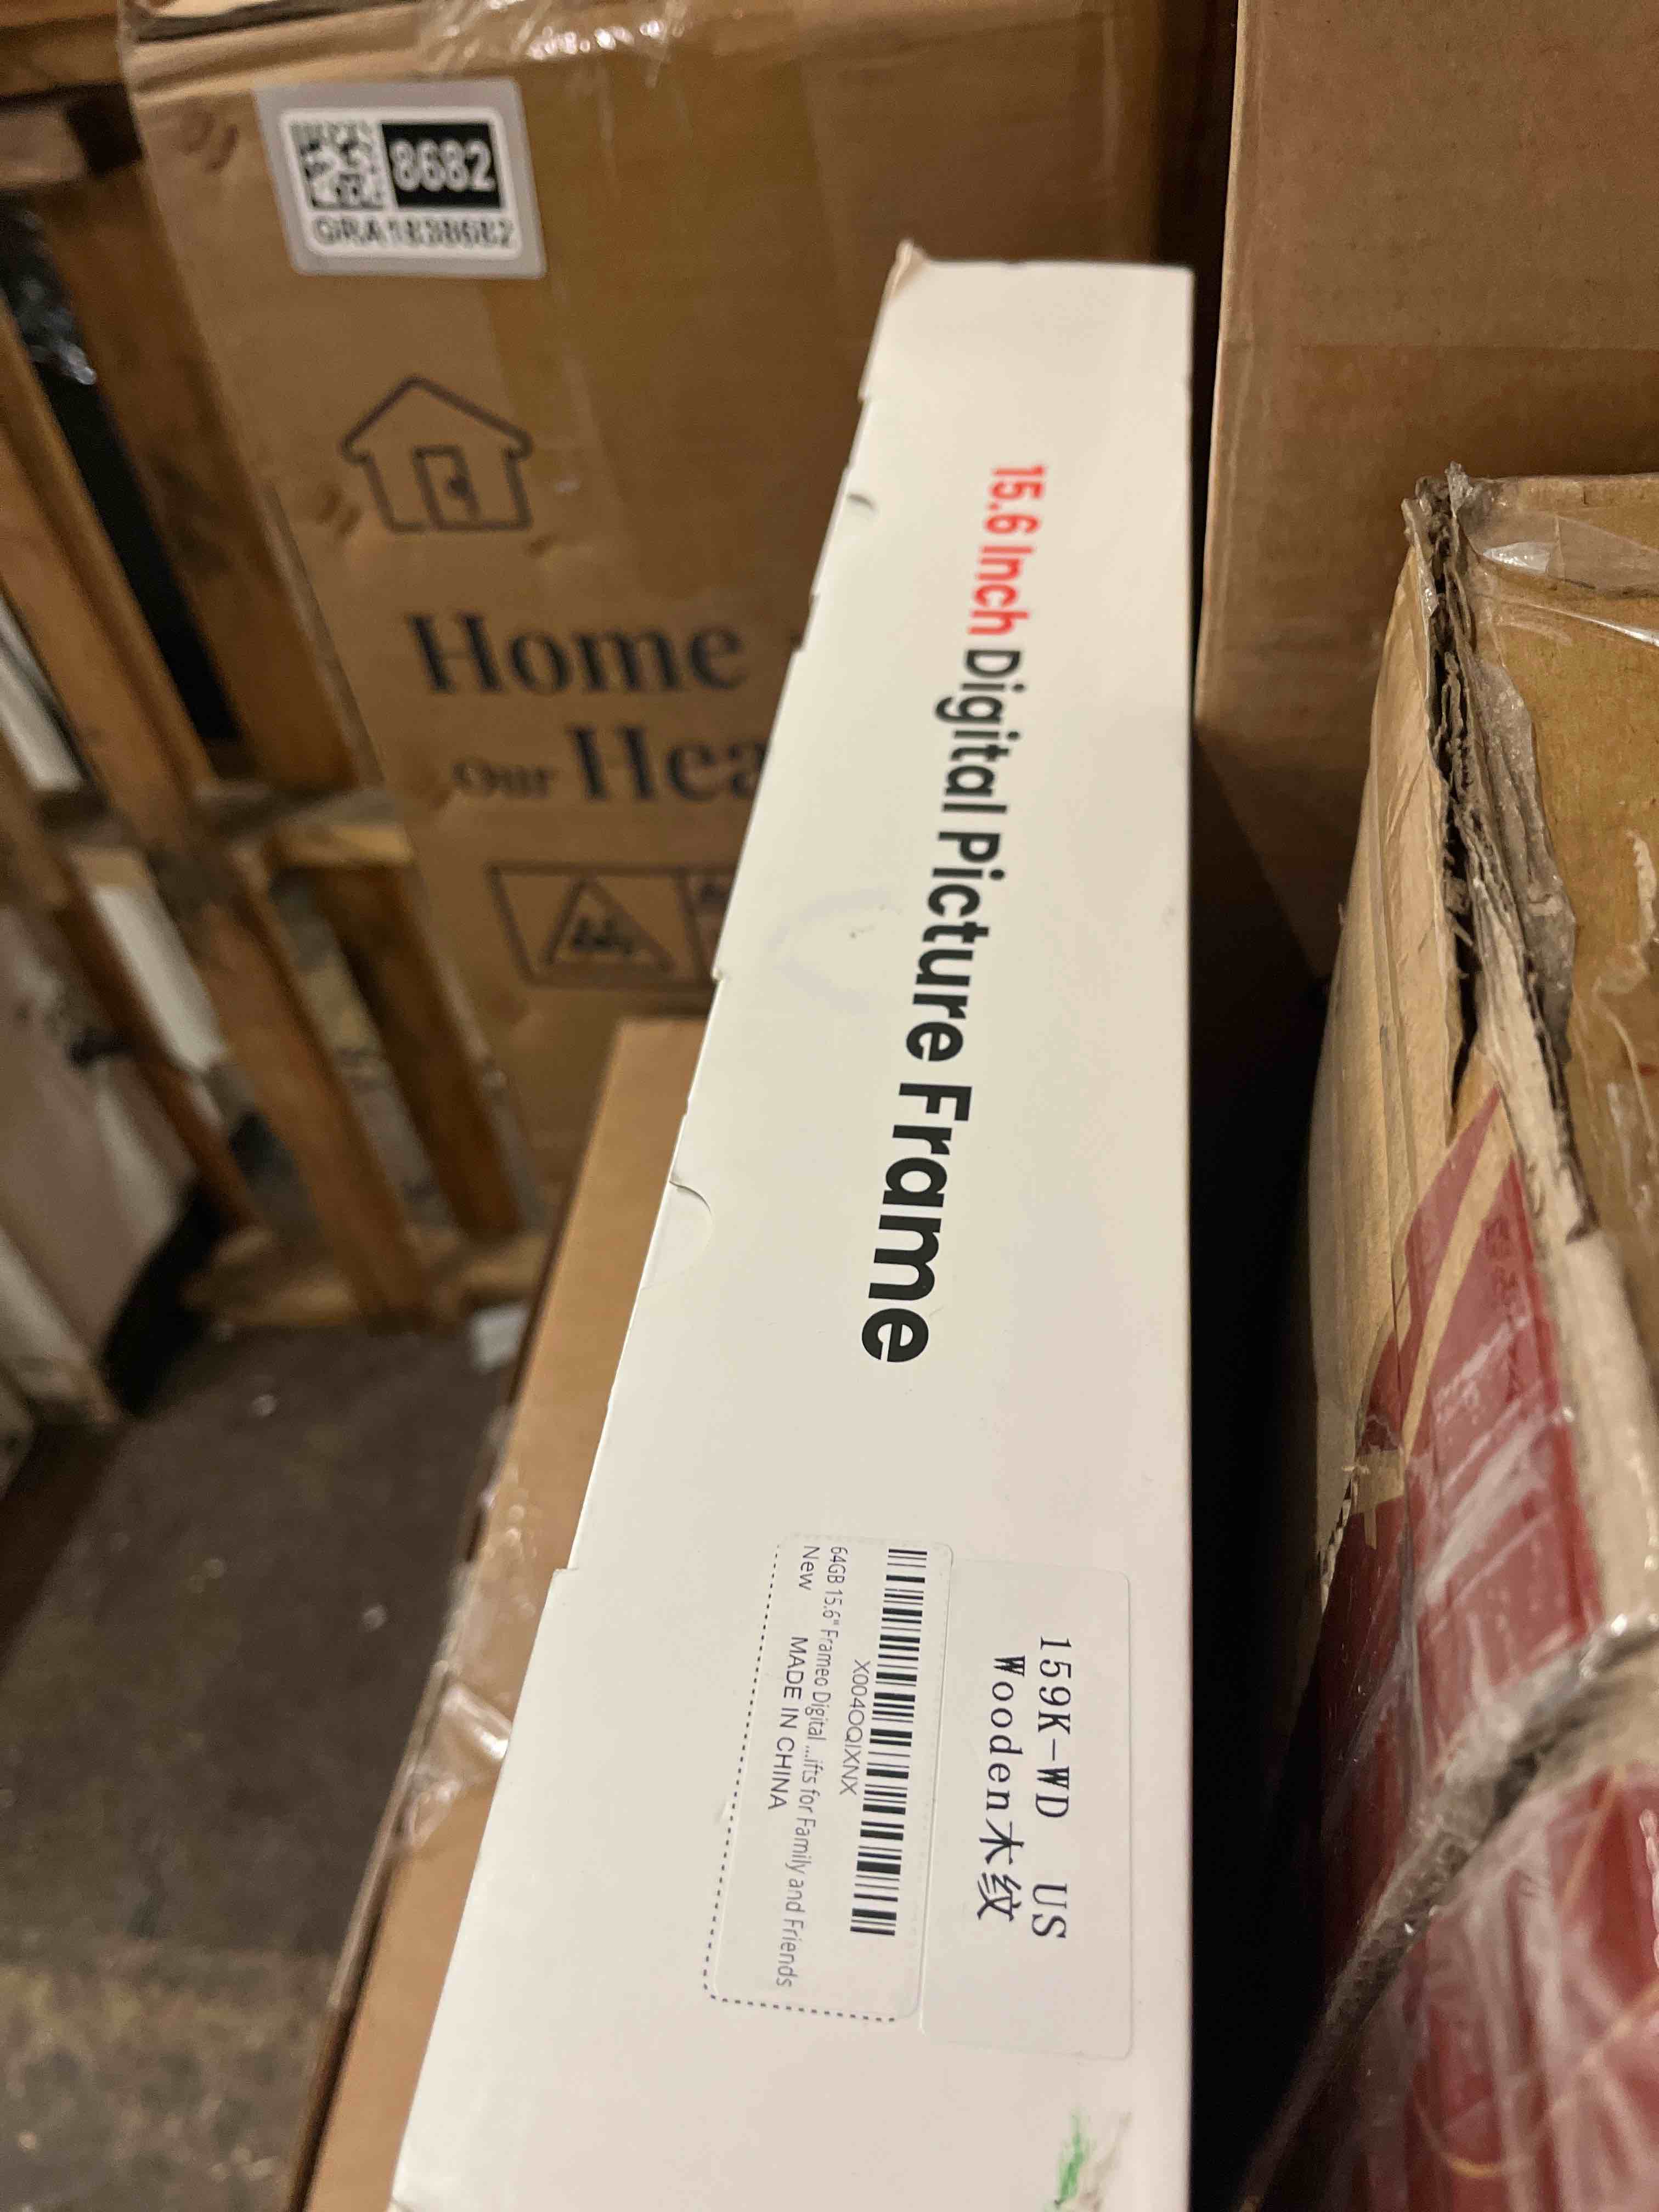 8682
GRA1838682
Home
Our
15.6 Inch Digital Picture Frame
159K-WD US
Wooden木纹
X004OQIXNX
64GB 15.6" Frameo Digital ...ifts for Family and Friends
New MADE IN CHINA